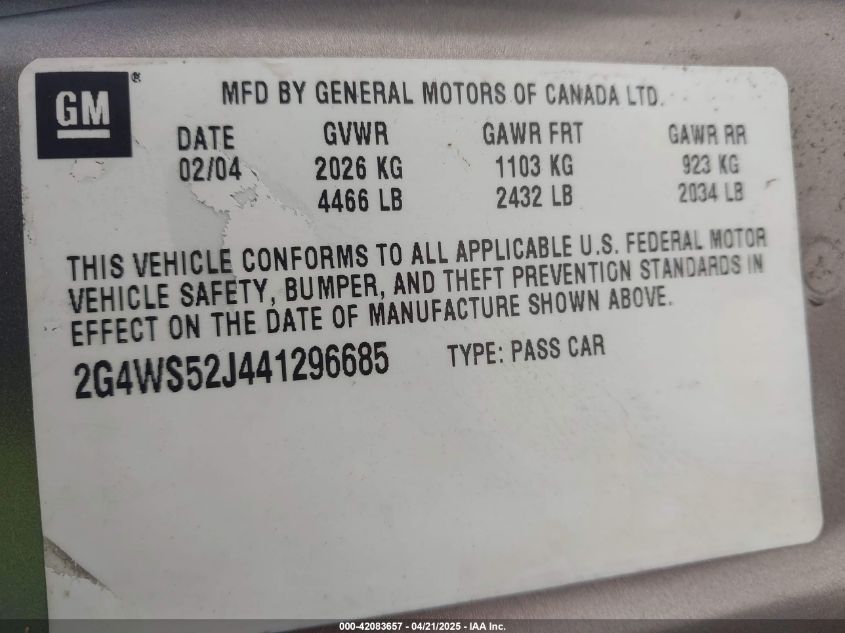 GM ®
MFD BY GENERAL MOTORS OF CANADA LTD.
DATE GVWR GAWR FRT GAWR RR
02/04 2026 KG 1103 KG 923 KG
4466 LB 2432 LB 2034 LB
THIS VEHICLE CONFORMS TO ALL APPLICABLE U.S. FEDERAL MOTOR
VEHICLE SAFETY, BUMPER, AND THEFT PREVENTION STANDARDS IN
EFFECT ON THE DATE OF MANUFACTURE SHOWN ABOVE.
2G4WS52J441296685 TYPE: PASS CAR
000-42083657 - 04/21/2025 - IAA Inc.